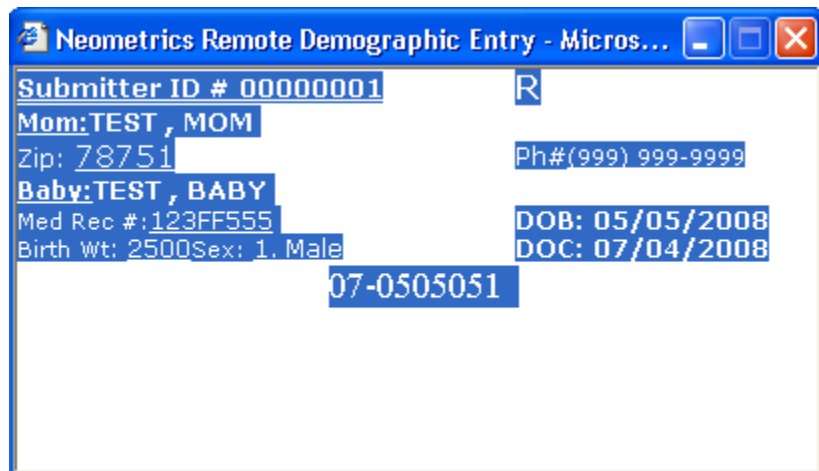 Neometrics Remote Demographic Entry - Micros...
Submitter ID # 00000001 R
Mom:TEST , MOM
Zip: 78751 Ph#(999) 999-9999
Baby:TEST , BABY
Med Rec #:123FF555 DOB: 05/05/2008
Birth Wt: 2500Sex: 1. Male DOC: 07/04/2008
07-0505051